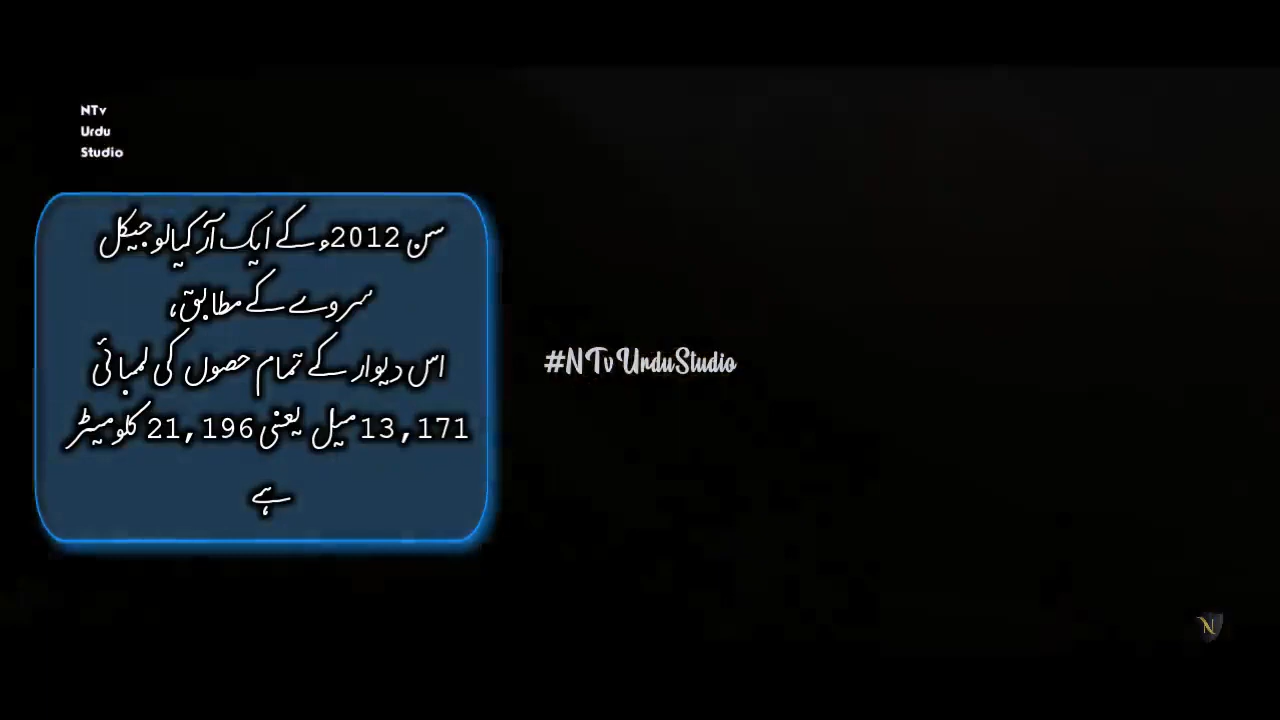 NTv
Urdu
Studio
سن 2012ء کے ایک آرکیالوجیکل
سروے کے مطابق،
اس دیوار کے تمام حصوں کی لمبائی
13,171 میل یعنی 21,196 کلومیٹر
ہے
#NTvUrduStudio
N